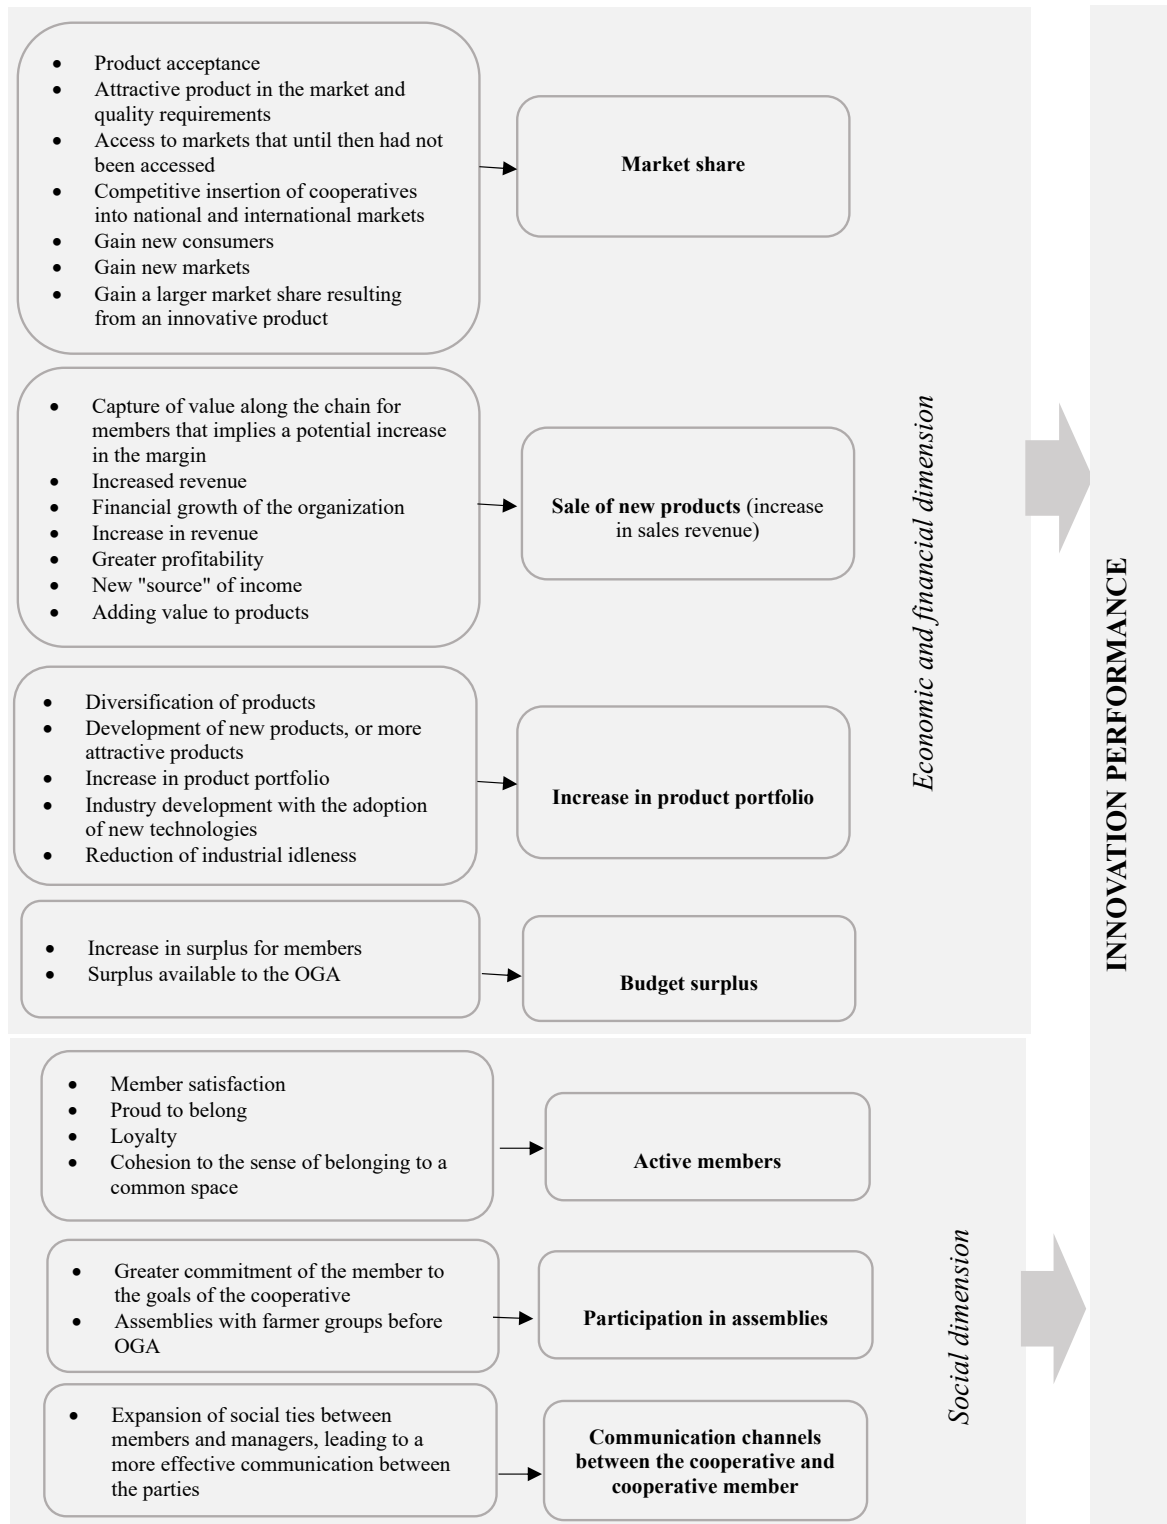 • Product acceptance
• Attractive product in the market and
quality requirements
• Access to markets that until then had not
been accessed
• Competitive insertion of cooperatives
into national and international markets
• Gain new consumers
• Gain new markets
• Gain a larger market share resulting
from an innovative product
Market share
• Capture of value along the chain for
members that implies a potential increase
in the margin
• Increased revenue
• Financial growth of the organization
• Increase in revenue
• Greater profitability
• New "source" of income
• Adding value to products
Sale of new products (increase
in sales revenue)
• Diversification of products
• Development of new products, or more
attractive products
• Increase in product portfolio
• Industry development with the adoption
of new technologies
• Reduction of industrial idleness
Increase in product portfolio
• Increase in surplus for members
• Surplus available to the OGA
Budget surplus
Economic and financial dimension
• Member satisfaction
• Proud to belong
• Loyalty
• Cohesion to the sense of belonging to a
common space
Active members
• Greater commitment of the member to
the goals of the cooperative
• Assemblies with farmer groups before
OGA
Participation in assemblies
• Expansion of social ties between
members and managers, leading to a
more effective communication between
the parties
Communication channels
between the cooperative and
cooperative member
Social dimension
INNOVATION PERFORMANCE